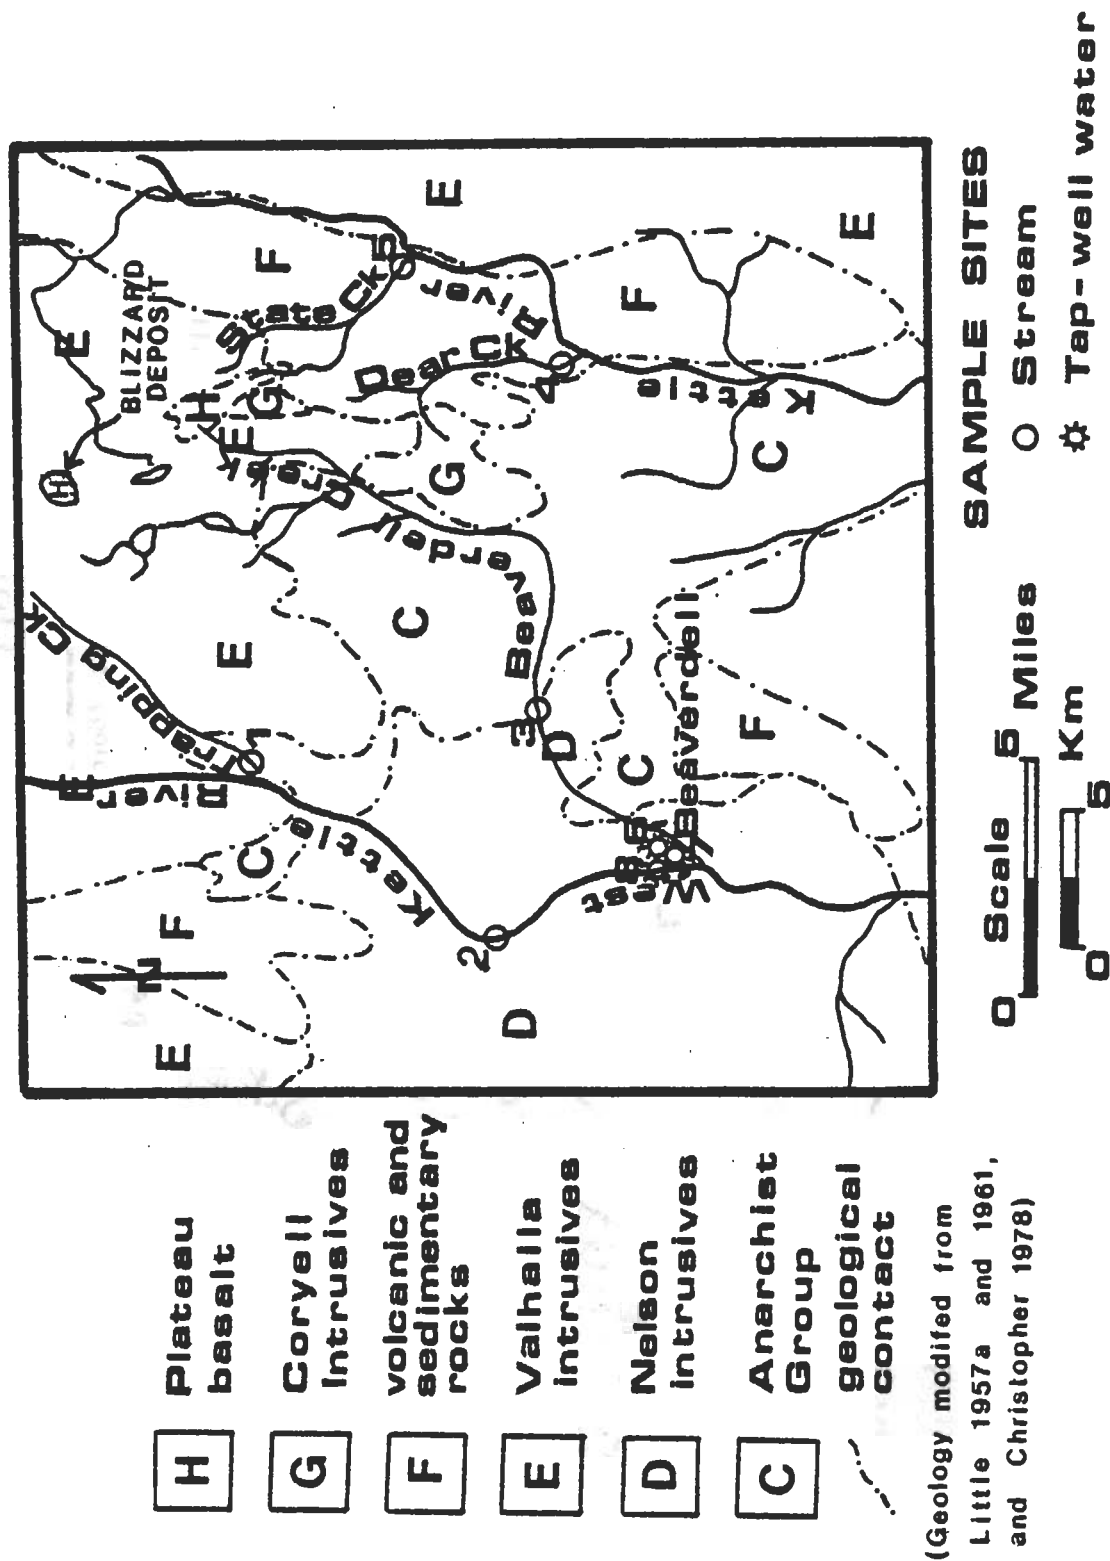 H
Plateau
basalt
G
Coryell
Intrusives
F
volcanic and
sedimentary
rocks
E
Valhalla
intrusives
D
Nelson
intrusives
C
Anarchist
Group
geological
contact
(Geology modifed from
Little 1957a and 1961,
and Christopher 1978)
E
F
N
C
E
River
Trapping Ck
1
E
Kettle
2
D
West
Beaverdell
C
F
D
3
Beaverdell
C
H
BLIZZARD
DEPOSIT
E
H
E
G
Dreger
G
State Ck
F
5
E
Dear Ck
4
River
Kettle
C
F
E
SAMPLE SITES
Stream
Tap-well water
Scale
0
5
Miles
0
5
Km